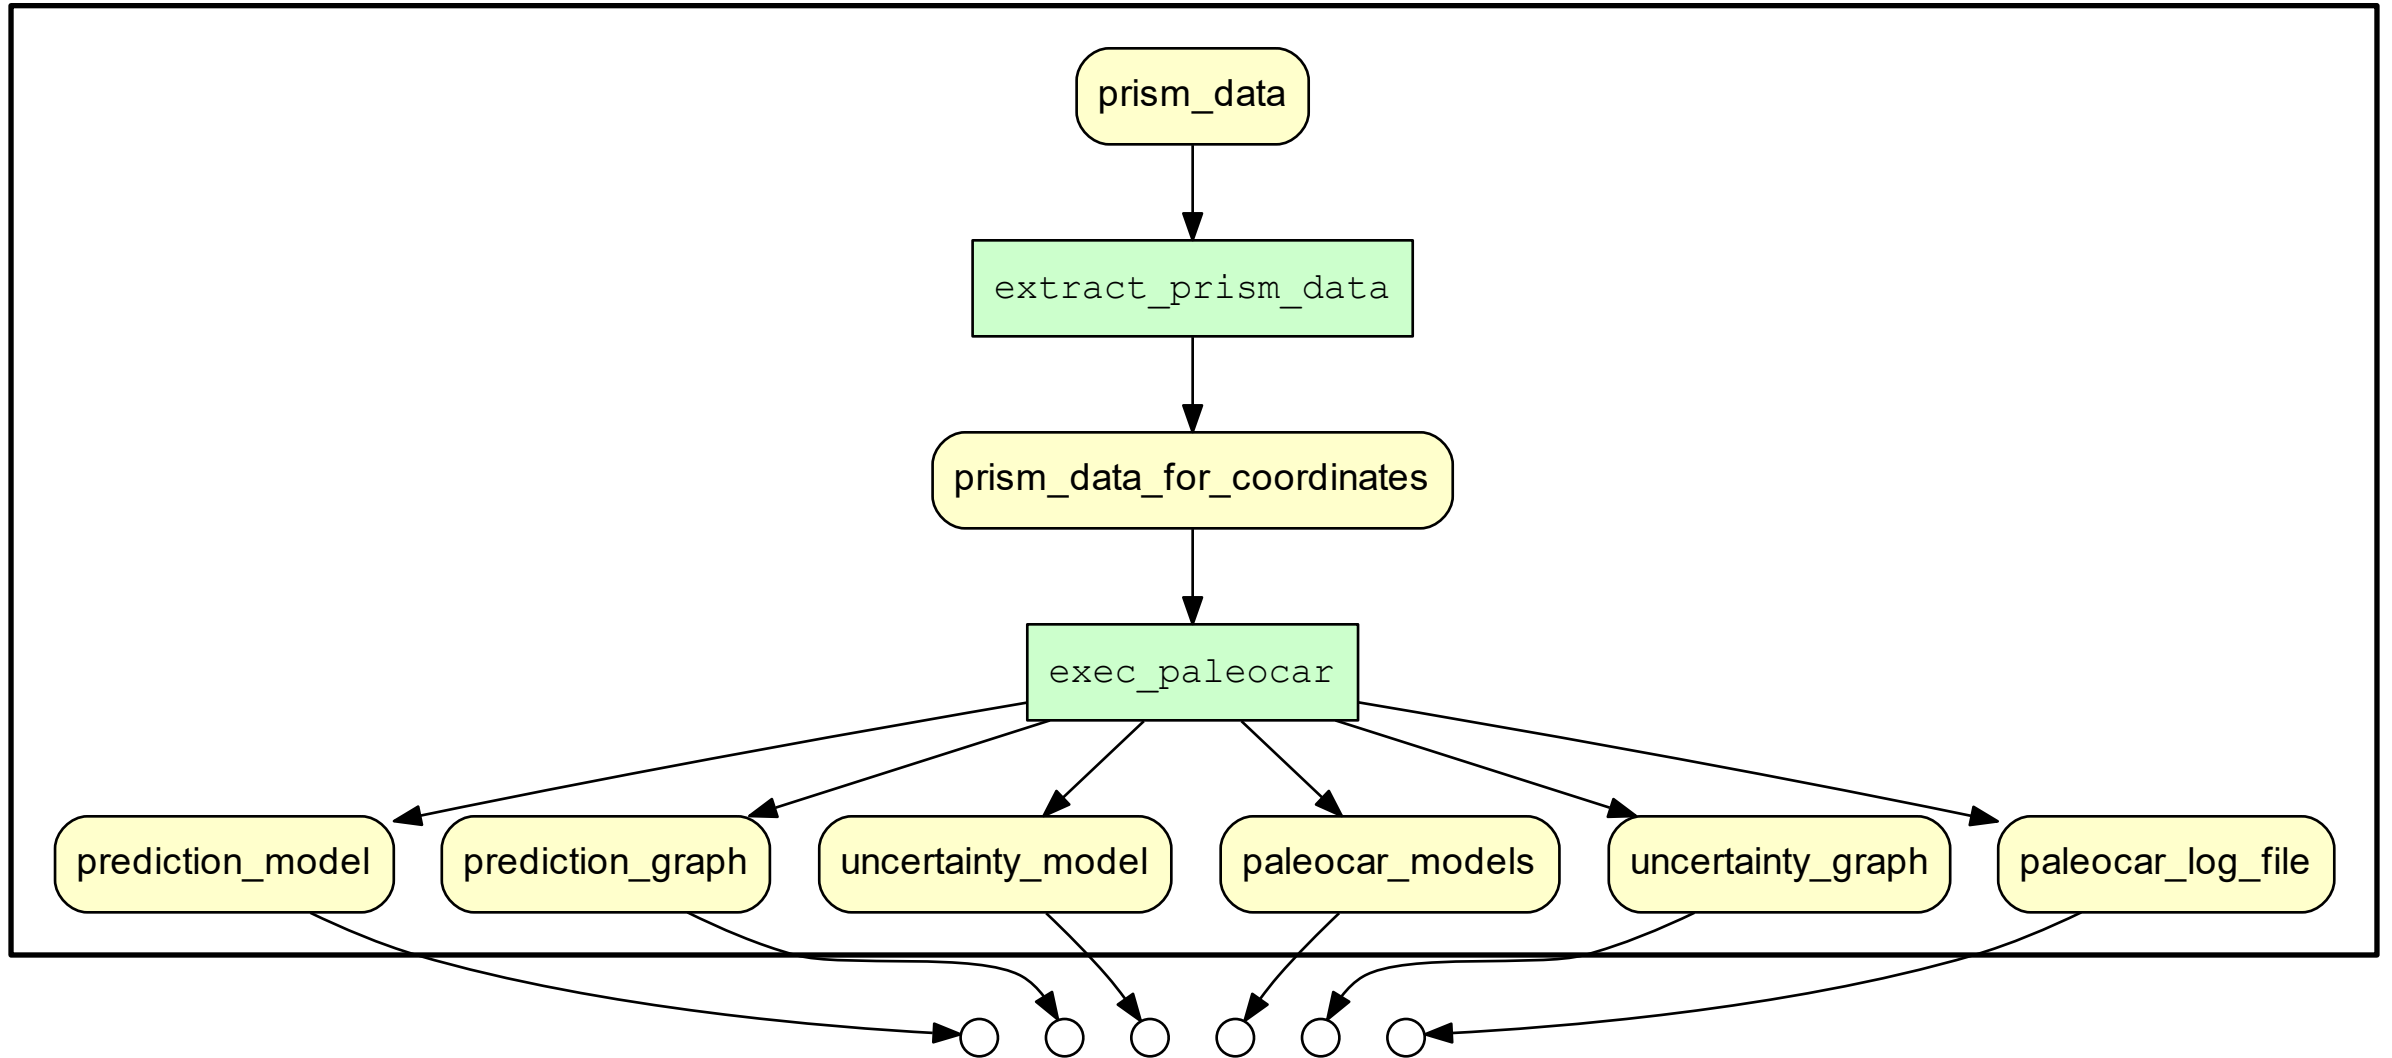 prism_data
extract_prism_data
prism_data_for_coordinates
exec_paleocar
prediction_model
prediction_graph
uncertainty_model
paleocar_models
uncertainty_graph
paleocar_log_file